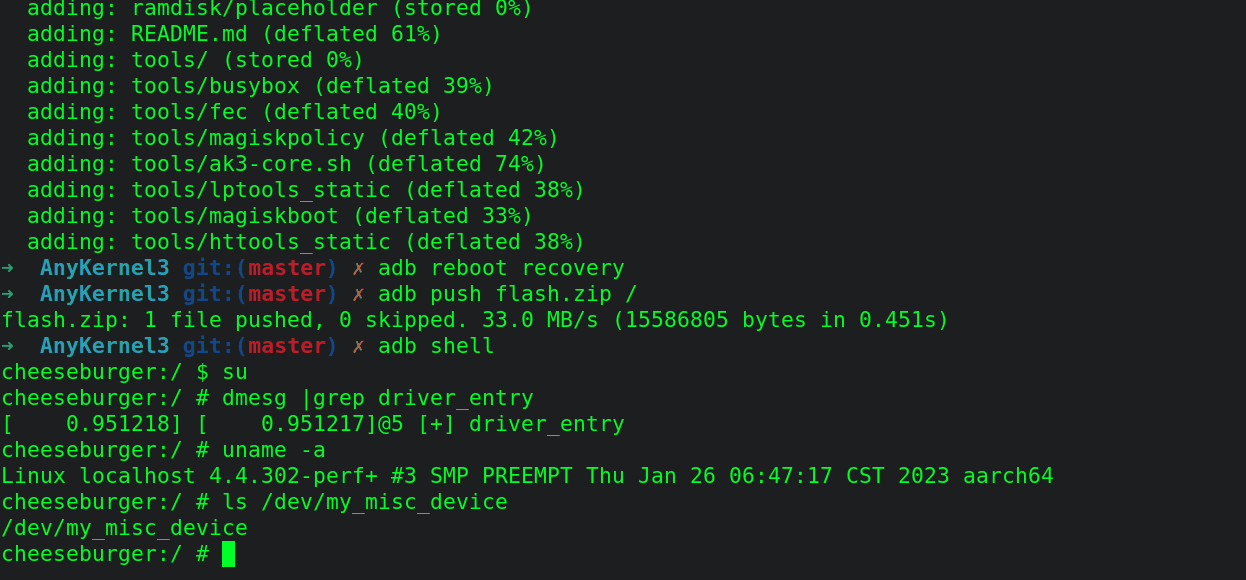 adding: ramdisk/placeholder (stored 0%)
adding: README.md (deflated 61%)
adding: tools/ (stored 0%)
adding: tools/busybox (deflated 39%)
adding: tools/fec (deflated 40%)
adding: tools/magiskpolicy (deflated 42%)
adding: tools/ak3-core.sh (deflated 74%)
adding: tools/lptools_static (deflated 38%)
adding: tools/magiskboot (deflated 33%)
adding: tools/httools_static (deflated 38%)
➜  AnyKernel3 git:(master) ✗ adb reboot recovery
➜  AnyKernel3 git:(master) ✗ adb push flash.zip /
flash.zip: 1 file pushed, 0 skipped. 33.0 MB/s (15586805 bytes in 0.451s)
➜  AnyKernel3 git:(master) ✗ adb shell
cheeseburger:/ $ su
cheeseburger:/ # dmesg |grep driver_entry
[    0.951218] [    0.951217]@5 [+] driver_entry
cheeseburger:/ # uname -a
Linux localhost 4.4.302-perf+ #3 SMP PREEMPT Thu Jan 26 06:47:17 CST 2023 aarch64
cheeseburger:/ # ls /dev/my_misc_device
/dev/my_misc_device
cheeseburger:/ #